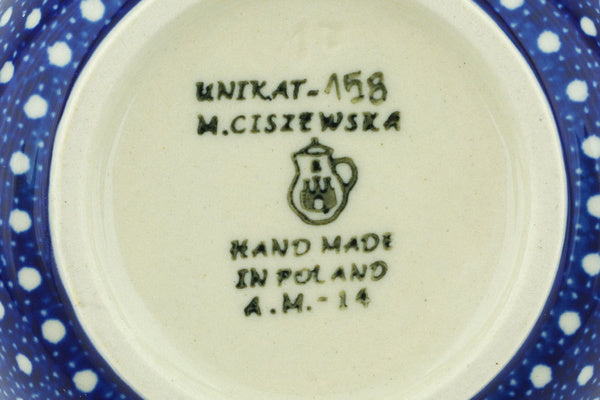 UNIKAT-158
M.CISZEWSKA
HAND MADE
IN POLAND
A.M.-14